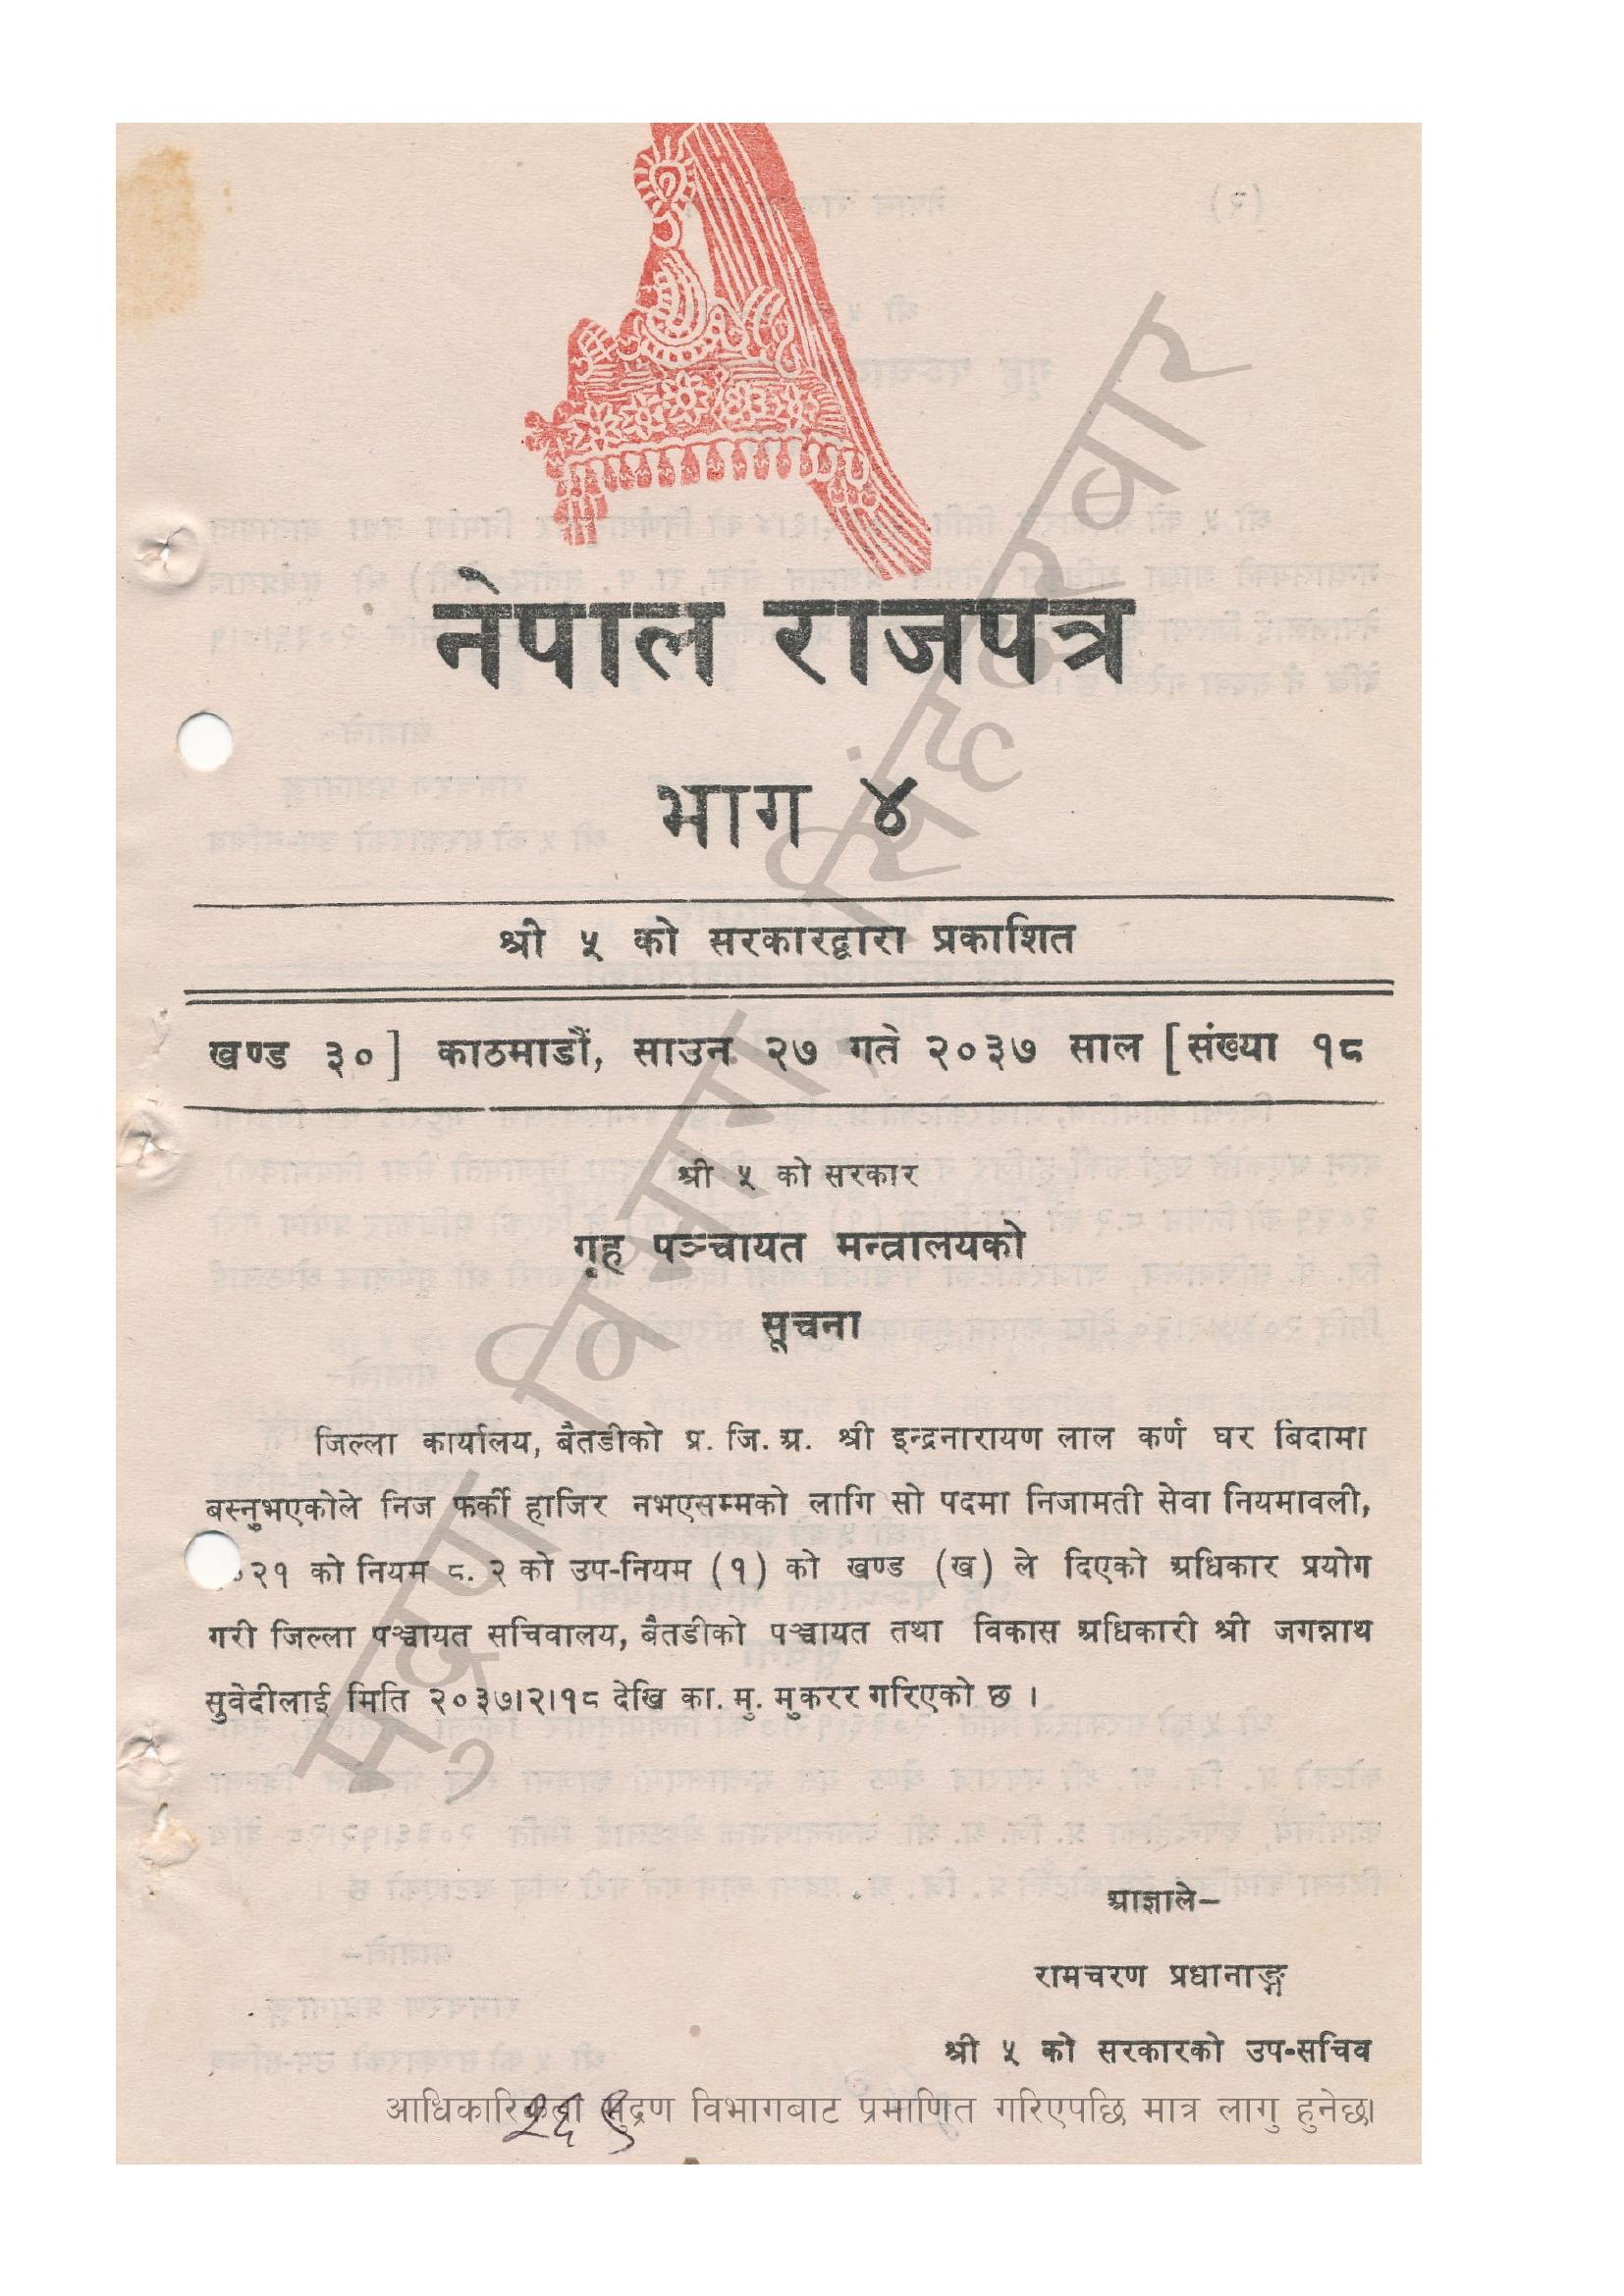 नेपाल राजपत्र
भाग ४
श्री ५ को सरकारद्वारा प्रकाशित
खण्ड ३०] काठमाडौं, साउन २७ गते २०३७ साल [संख्या १८
श्री ५ को सरकार
गृह पञ्चायत मन्त्रालयको
सूचना
जिल्ला कार्यालय, बैतडीको प्र. जि. अ. श्री इन्द्रनारायण लाल कर्ण घर बिदामा
बस्नुभएकोले निज फर्की हाजिर नभएसम्मको लागि सो पदमा निजामती सेवा नियमावली,
२१ को नियम ८. २ को उप-नियम (१) को खण्ड (ख) ले दिएको अधिकार प्रयोग
गरी जिल्ला पञ्चायत सचिवालय, बैतडीको पञ्चायत तथा विकास अधिकारी श्री जगन्नाथ
सुवेदीलाई मिति २०३७।२।१८ देखि का. मु. मुकरर गरिएको छ ।
आज्ञाले–
रामचरण प्रधानाङ्ग
श्री ५ को सरकारको उप-सचिव
आधिकारिकता मुद्रण विभागबाट प्रमाणित गरिएपछि मात्र लागु हुनेछ।
२६९
मुद्रण विभाग, सिंहदरबार